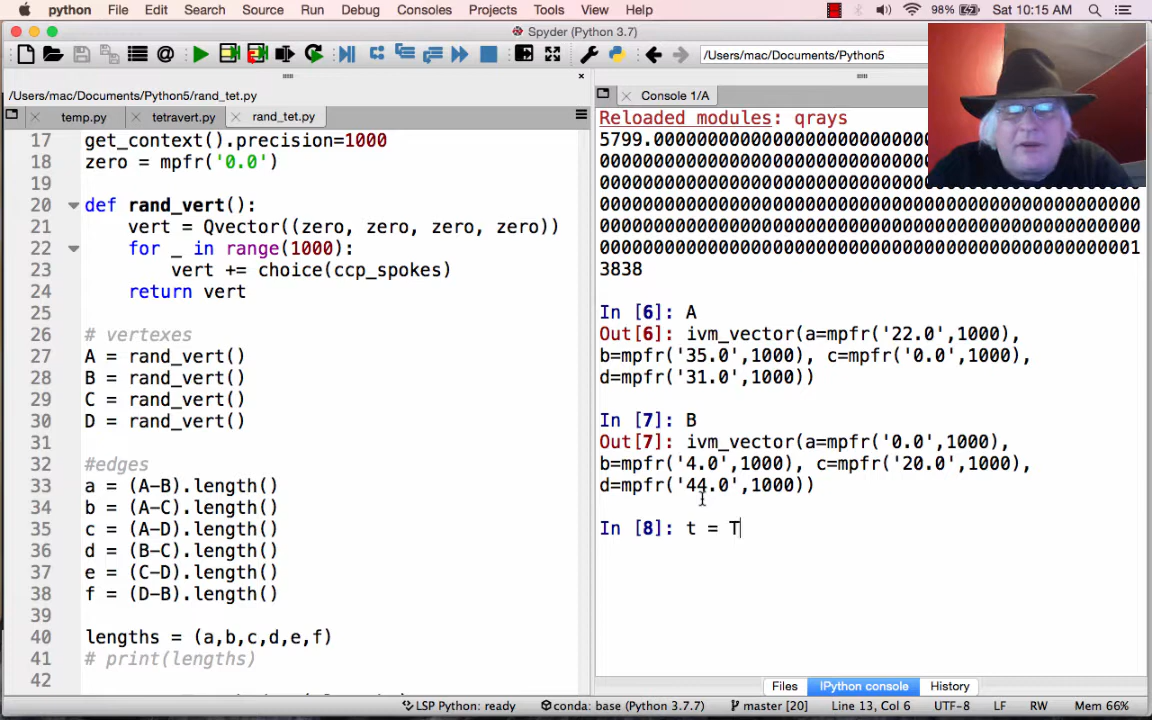 python File Edit Search Source Run Debug Consoles Projects Tools View Help 98% Sat 10:15 AM
Spyder (Python 3.7)
/Users/mac/Documents/Python5
/Users/mac/Documents/Python5/rand_tet.py
temp.py tetravert.py rand_tet.py
17 get_context().precision=1000
18 zero = mpfr('0.0')
19
20 def rand_vert():
21 vert = Qvector((zero, zero, zero, zero))
22 for _ in range(1000):
23 vert += choice(ccp_spokes)
24 return vert
25
26 # vertexes
27 A = rand_vert()
28 B = rand_vert()
29 C = rand_vert()
30 D = rand_vert()
31
32 #edges
33 a = (A-B).length()
34 b = (A-C).length()
35 c = (A-D).length()
36 d = (B-C).length()
37 e = (C-D).length()
38 f = (D-B).length()
39
40 lengths = (a,b,c,d,e,f)
41 # print(lengths)
42
Console 1/A
Reloaded modules: qrays
5799.00000000000000000000000000
000000000000000000000000000000
000000000000000000000000000000
00000000000000000000000000000000000000000000000000
00000000000000000000000000000000000000000000000000
00000000000000000000000000000000000000000000000001
3838
In [6]: A
Out[6]: ivm_vector(a=mpfr('22.0',1000),
b=mpfr('35.0',1000), c=mpfr('0.0',1000),
d=mpfr('31.0',1000))
In [7]: B
Out[7]: ivm_vector(a=mpfr('0.0',1000),
b=mpfr('4.0',1000), c=mpfr('20.0',1000),
d=mpfr('44.0',1000))
In [8]: t = T
Files IPython console History
LSP Python: ready conda: base (Python 3.7.7) master [20] Line 13, Col 6 UTF-8 LF RW Mem 66%